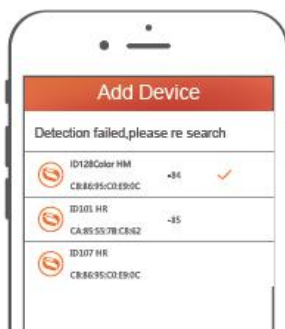 Add Device
Detection failed,please re search
ID128Color HM
-84
C8:86:95:C0:E9:0C
ID101 HR
-85
CA:85:55:7B:C8:62
ID107 HR
C8:86:95:C0:E9:0C